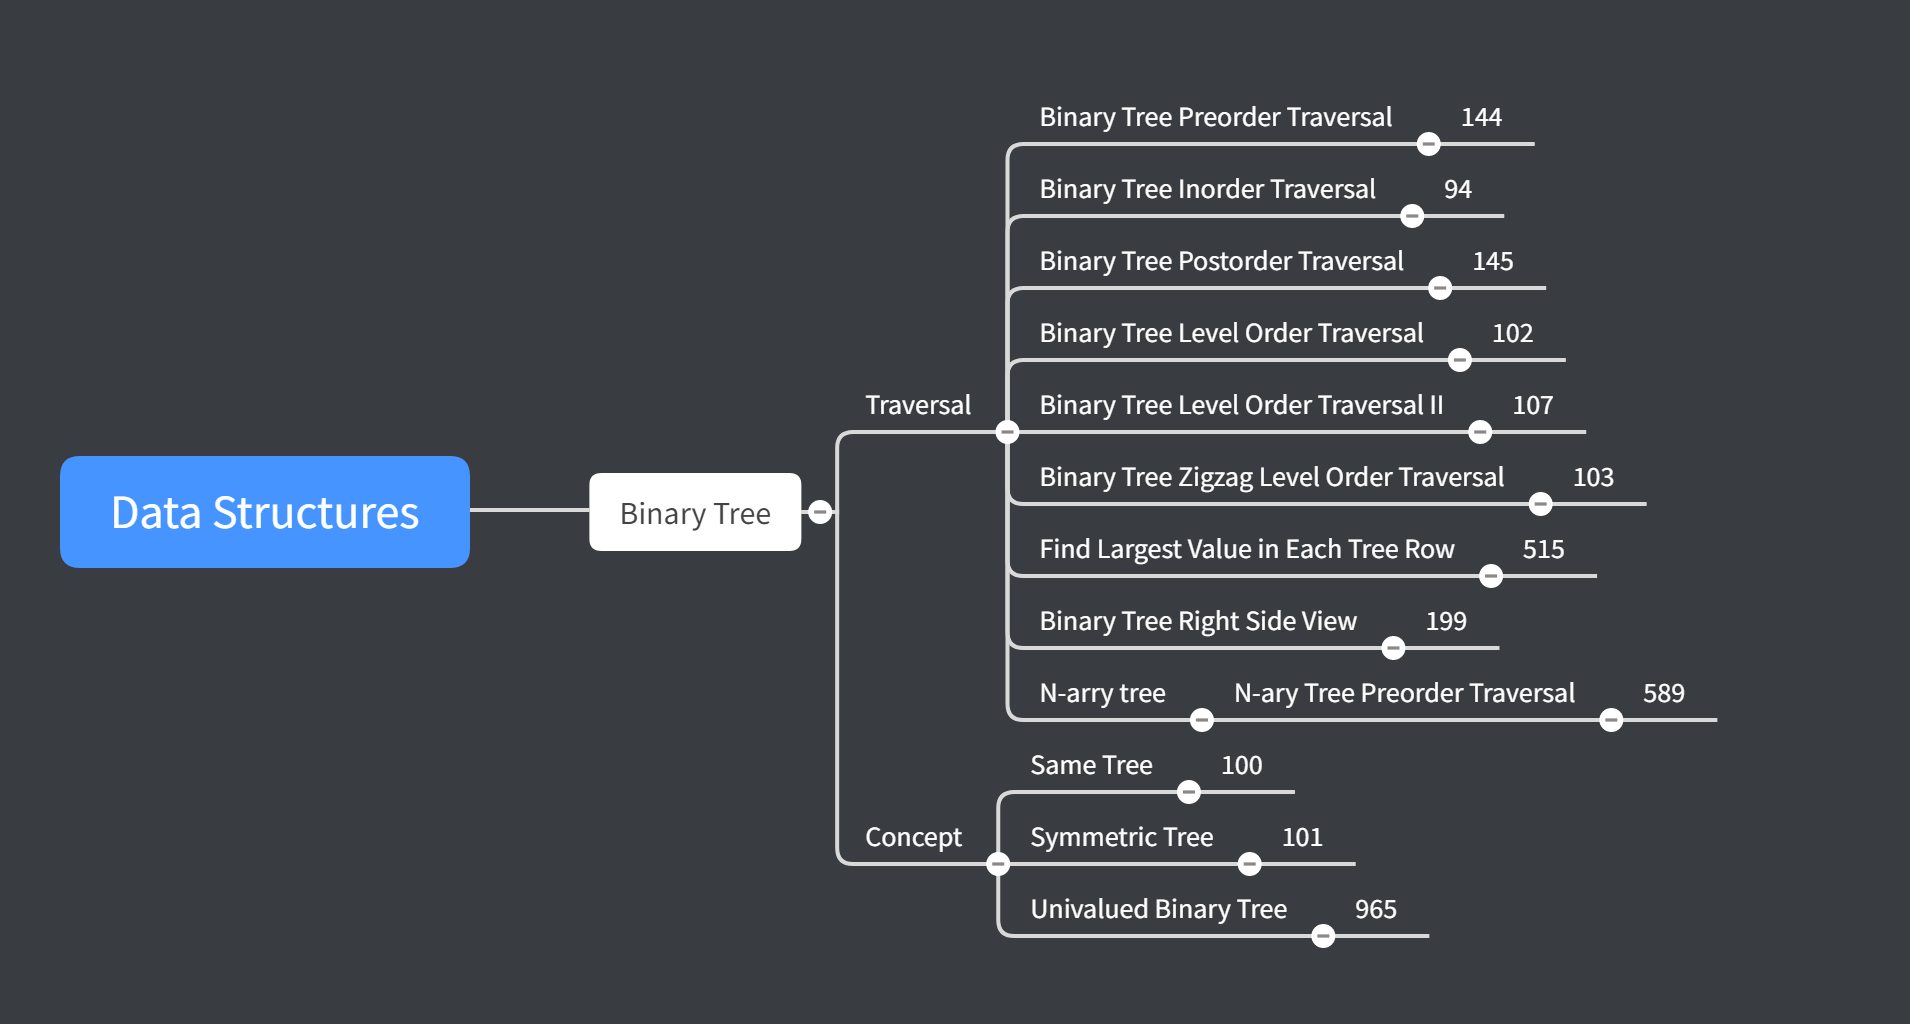 Data Structures
Binary Tree
Traversal
Binary Tree Preorder Traversal 144
Binary Tree Inorder Traversal 94
Binary Tree Postorder Traversal 145
Binary Tree Level Order Traversal 102
Binary Tree Level Order Traversal II 107
Binary Tree Zigzag Level Order Traversal 103
Find Largest Value in Each Tree Row 515
Binary Tree Right Side View 199
N-arry tree N-ary Tree Preorder Traversal 589
Concept
Same Tree 100
Symmetric Tree 101
Univalued Binary Tree 965